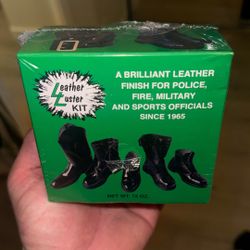 Leather
Luster
KIT
A BRILLIANT LEATHER
FINISH FOR POLICE,
FIRE, MILITARY
AND SPORTS OFFICIALS
SINCE 1965